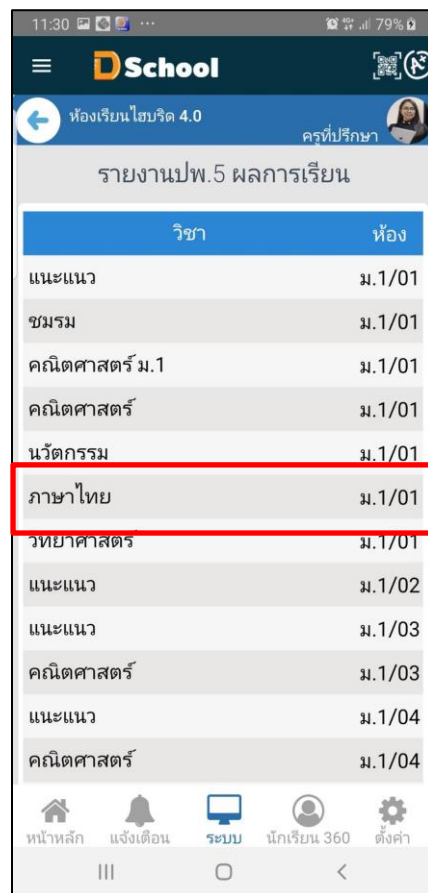 11:30 ... 4G 79%
DSchool
ห้องเรียนไฮบริด 4.0
ครูที่ปรึกษา
รายงานปพ.5 ผลการเรียน
วิชา ห้อง
แนะแนว ม.1/01
ชมรม ม.1/01
คณิตศาสตร์ ม.1 ม.1/01
คณิตศาสตร์ ม.1/01
นวัตกรรม ม.1/01
ภาษาไทย ม.1/01
วิทยาศาสตร์ ม.1/01
แนะแนว ม.1/02
แนะแนว ม.1/03
คณิตศาสตร์ ม.1/03
แนะแนว ม.1/04
คณิตศาสตร์ ม.1/04
หน้าหลัก แจ้งเตือน ระบบ นักเรียน 360 ตั้งค่า